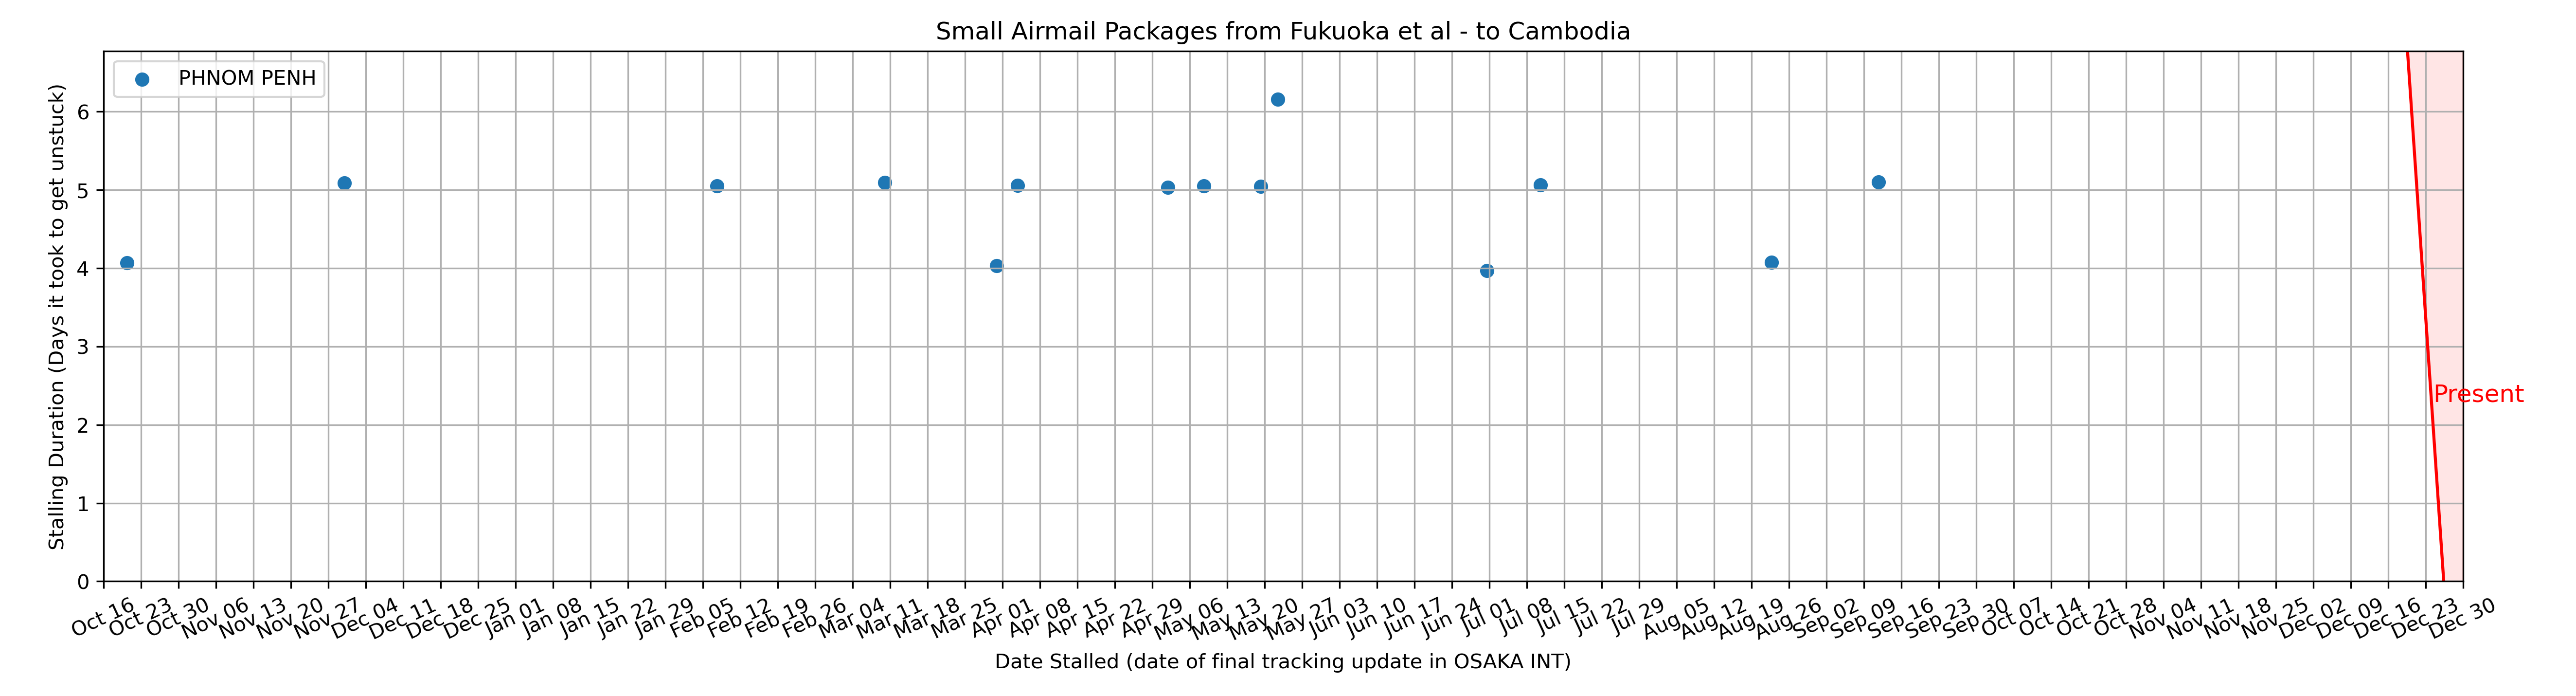 Small Airmail Packages from Fukuoka et al - to Cambodia
PHNOM PENH
Stalling Duration (Days it took to get unstuck)
6
5
4
3
2
1
0
Present
Oct 16
Oct 23
Oct 30
Nov 06
Nov 13
Nov 20
Nov 27
Dec 04
Dec 11
Dec 18
Dec 25
Jan 01
Jan 08
Jan 15
Jan 22
Jan 29
Feb 05
Feb 12
Feb 19
Feb 26
Mar 04
Mar 11
Mar 18
Mar 25
Apr 01
Apr 08
Apr 15
Apr 22
Apr 29
May 06
May 13
May 20
May 27
Jun 03
Jun 10
Jun 17
Jun 24
Jul 01
Jul 08
Jul 15
Jul 22
Jul 29
Aug 05
Aug 12
Aug 19
Aug 26
Sep 02
Sep 09
Sep 16
Sep 23
Sep 30
Oct 07
Oct 14
Oct 21
Oct 28
Nov 04
Nov 11
Nov 18
Nov 25
Dec 02
Dec 09
Dec 16
Dec 23
Dec 30
Date Stalled (date of final tracking update in OSAKA INT)